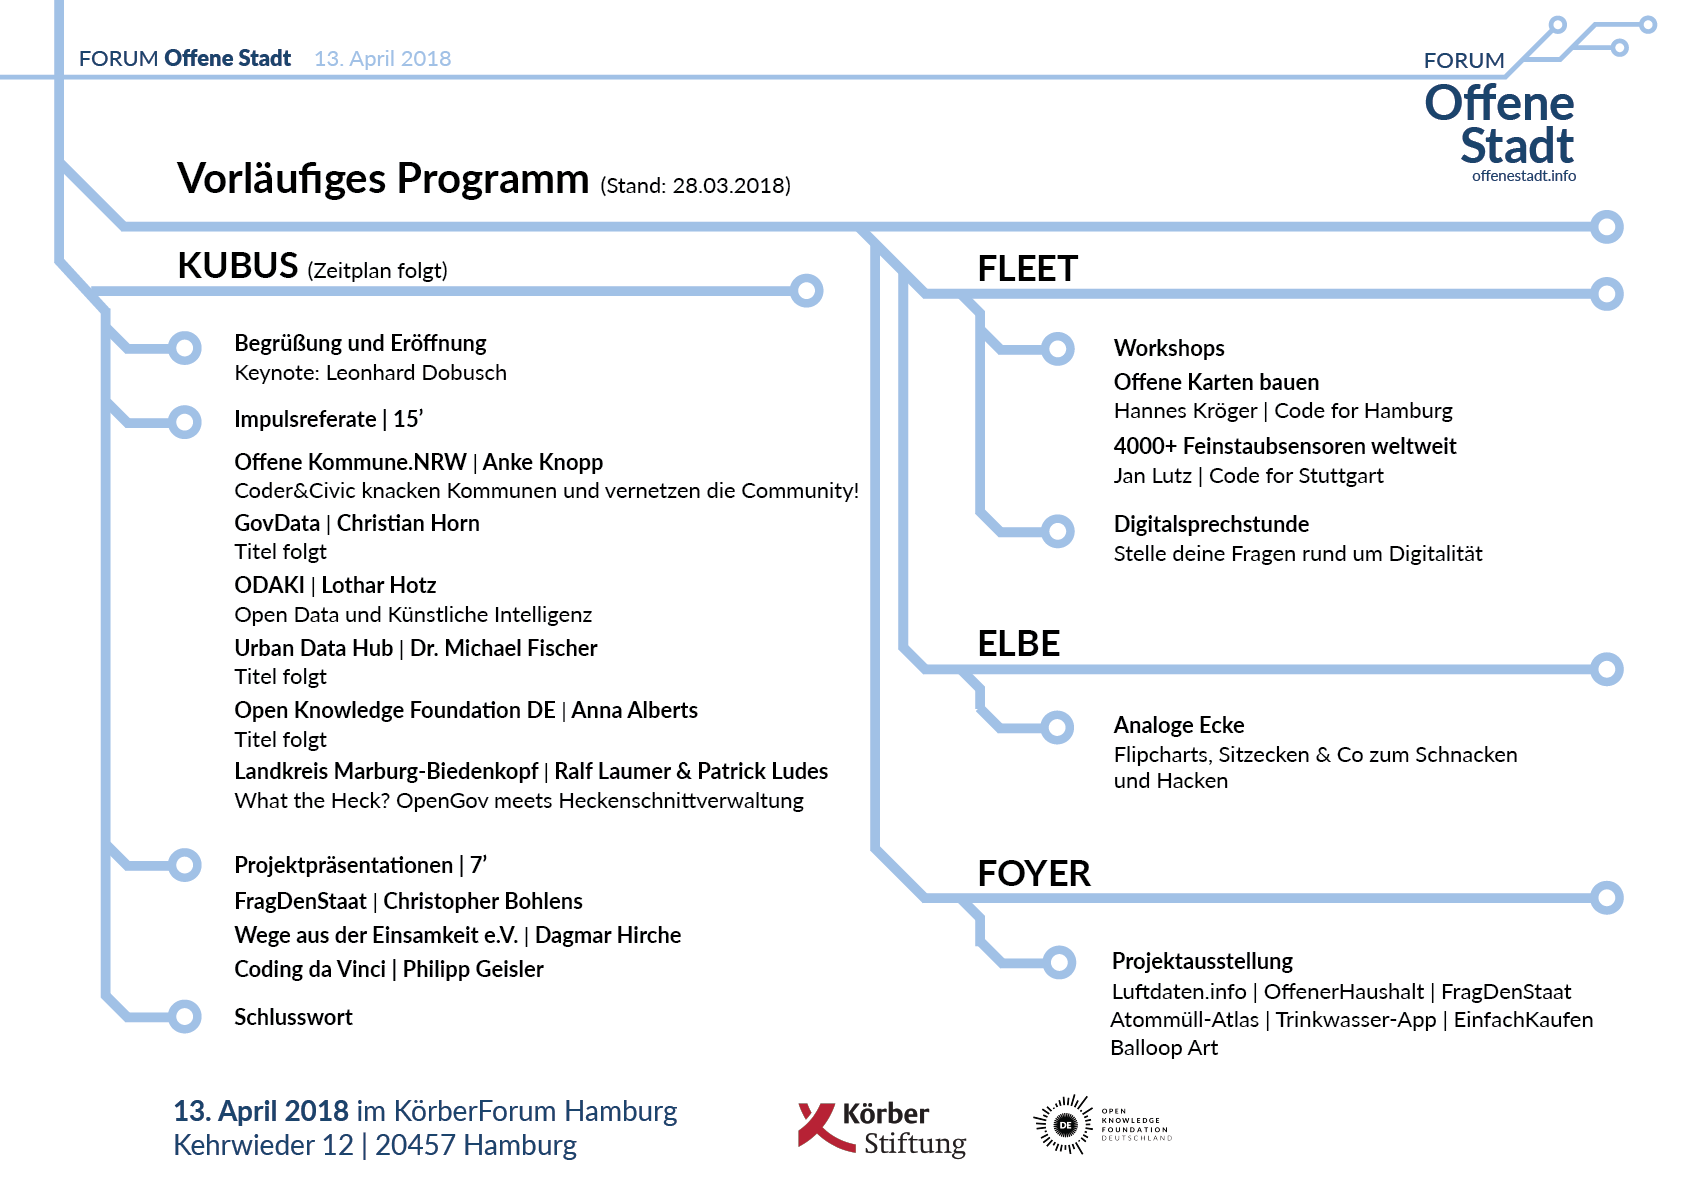 FORUM Offene Stadt 13. April 2018
FORUM
Offene
Stadt
offenestadt.info
Vorläufiges Programm (Stand: 28.03.2018)
KUBUS (Zeitplan folgt)
Begrüßung und Eröffnung
Keynote: Leonhard Dobusch
Impulsreferate | 15’
Offene Kommune.NRW | Anke Knopp
Coder&Civic knacken Kommunen und vernetzen die Community!
GovData | Christian Horn
Titel folgt
ODAKI | Lothar Hotz
Open Data und Künstliche Intelligenz
Urban Data Hub | Dr. Michael Fischer
Titel folgt
Open Knowledge Foundation DE | Anna Alberts
Titel folgt
Landkreis Marburg-Biedenkopf | Ralf Laumer & Patrick Ludes
What the Heck? OpenGov meets Heckenschnittverwaltung
Projektpräsentationen | 7’
FragDenStaat | Christopher Bohlens
Wege aus der Einsamkeit e.V. | Dagmar Hirche
Coding da Vinci | Philipp Geisler
Schlusswort
FLEET
Workshops
Offene Karten bauen
Hannes Kröger | Code for Hamburg
4000+ Feinstaubsensoren weltweit
Jan Lutz | Code for Stuttgart
Digitalsprechstunde
Stelle deine Fragen rund um Digitalität
ELBE
Analoge Ecke
Flipcharts, Sitzecken & Co zum Schnacken
und Hacken
FOYER
Projektausstellung
Luftdaten.info | OffenerHaushalt | FragDenStaat
Atommüll-Atlas | Trinkwasser-App | EinfachKaufen
Balloop Art
13. April 2018 im KörberForum Hamburg
Kehrwieder 12 | 20457 Hamburg
Körber
Stiftung
DE
OPEN
KNOWLEDGE
FOUNDATION
DEUTSCHLAND